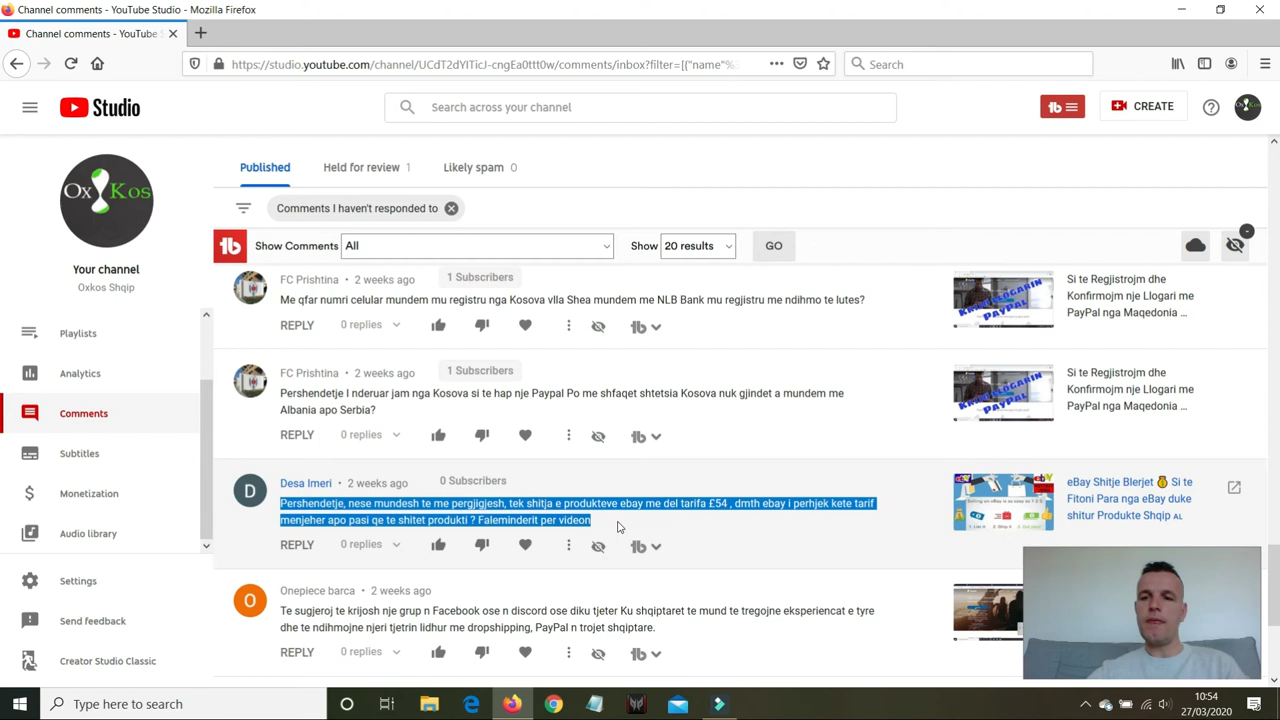 Channel comments - YouTube Studio - Mozilla Firefox
Channel comments - YouTube S
https://studio.youtube.com/channel/UCdT2dYITicJ-cngEa0ttt0w/comments/inbox?filter=[{"name"%
Search
Studio
Search across your channel
CREATE
Ox Kos
Your channel
Oxkos Shqip
Playlists
Analytics
Comments
Subtitles
Monetization
Audio library
Settings
Send feedback
Creator Studio Classic
Published
Held for review 1
Likely spam 0
Comments I haven't responded to
Show Comments All Show 20 results GO
FC Prishtina • 2 weeks ago 1 Subscribers
Me qfar numri celular mundem mu registru nga Kosova vlla Shea mundem me NLB Bank mu regjistru me ndihmo te lutes?
REPLY 0 replies
Si te Regjistrojm dhe
Konfirmojm nje Llogari me
PayPal nga Maqedonia ...
FC Prishtina • 2 weeks ago 1 Subscribers
Pershendetje I nderuar jam nga Kosova si te hap nje Paypal Po me shfaqet shtetsia Kosova nuk gjindet a mundem me
Albania apo Serbia?
REPLY 0 replies
Si te Regjistrojm dhe
Konfirmojm nje Llogari me
PayPal nga Maqedonia ...
D
Desa Imeri • 2 weeks ago 0 Subscribers
Pershendetje, nese mundesh te me pergjigjesh, tek shitja e produkteve ebay me del tarifa £54 , dmth ebay i perhjek kete tarif
menjeher apo pasi qe te shitet produkti ? Faleminderit per videon
REPLY 0 replies
eBay Shitje Blerjet 💰 Si te
Fitoni Para nga Ebay duke
shitur Produkte Shqip AL
O
Onepiece barca • 2 weeks ago
Te sugjeroj te krijosh nje grup n Facebook ose n discord ose diku tjeter Ku shqiptaret te mund te tregojne eksperiencat e tyre
dhe te ndihmojne njeri tjetrin lidhur me dropshipping, PayPal n trojet shqiptare.
REPLY 0 replies
Type here to search
10:54
27/03/2020